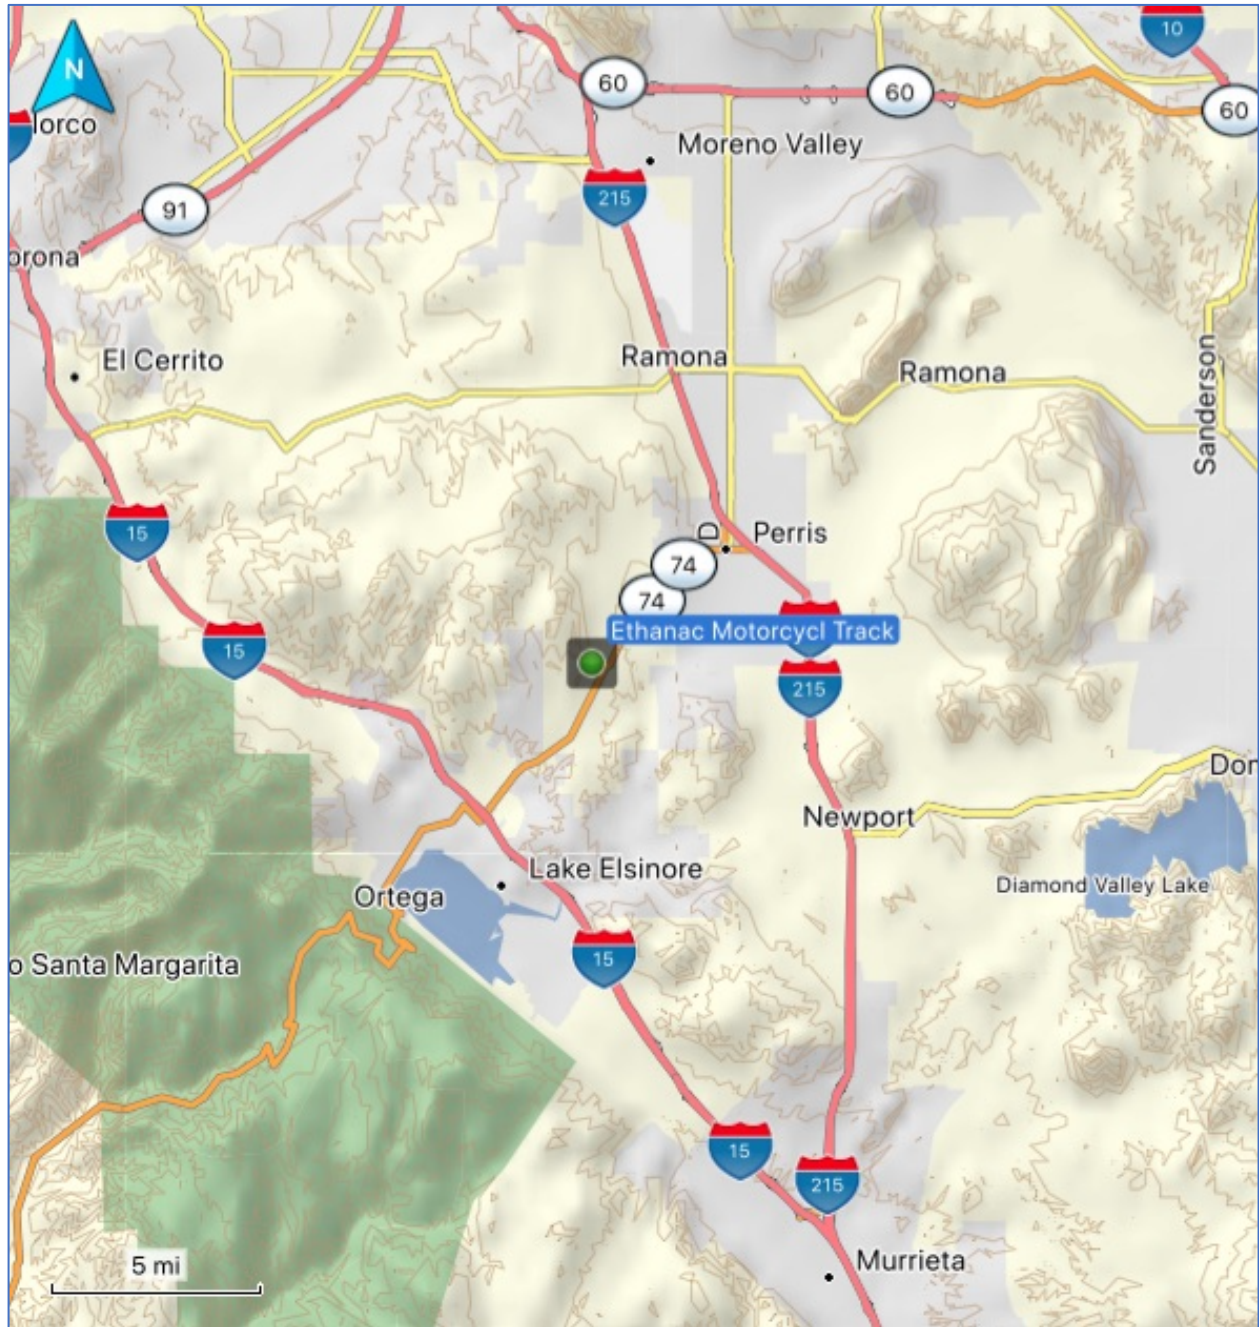 10
N
60
60
60
lorco
Moreno Valley
215
91
orona
Ramona
El Cerrito
Ramona
Sanderson
15
D
Perris
74
74
Ethanac Motorcycl Track
15
215
Don
Newport
Lake Elsinore
Diamond Valley Lake
Ortega
15
o Santa Margarita
15
215
5 mi
Murrieta